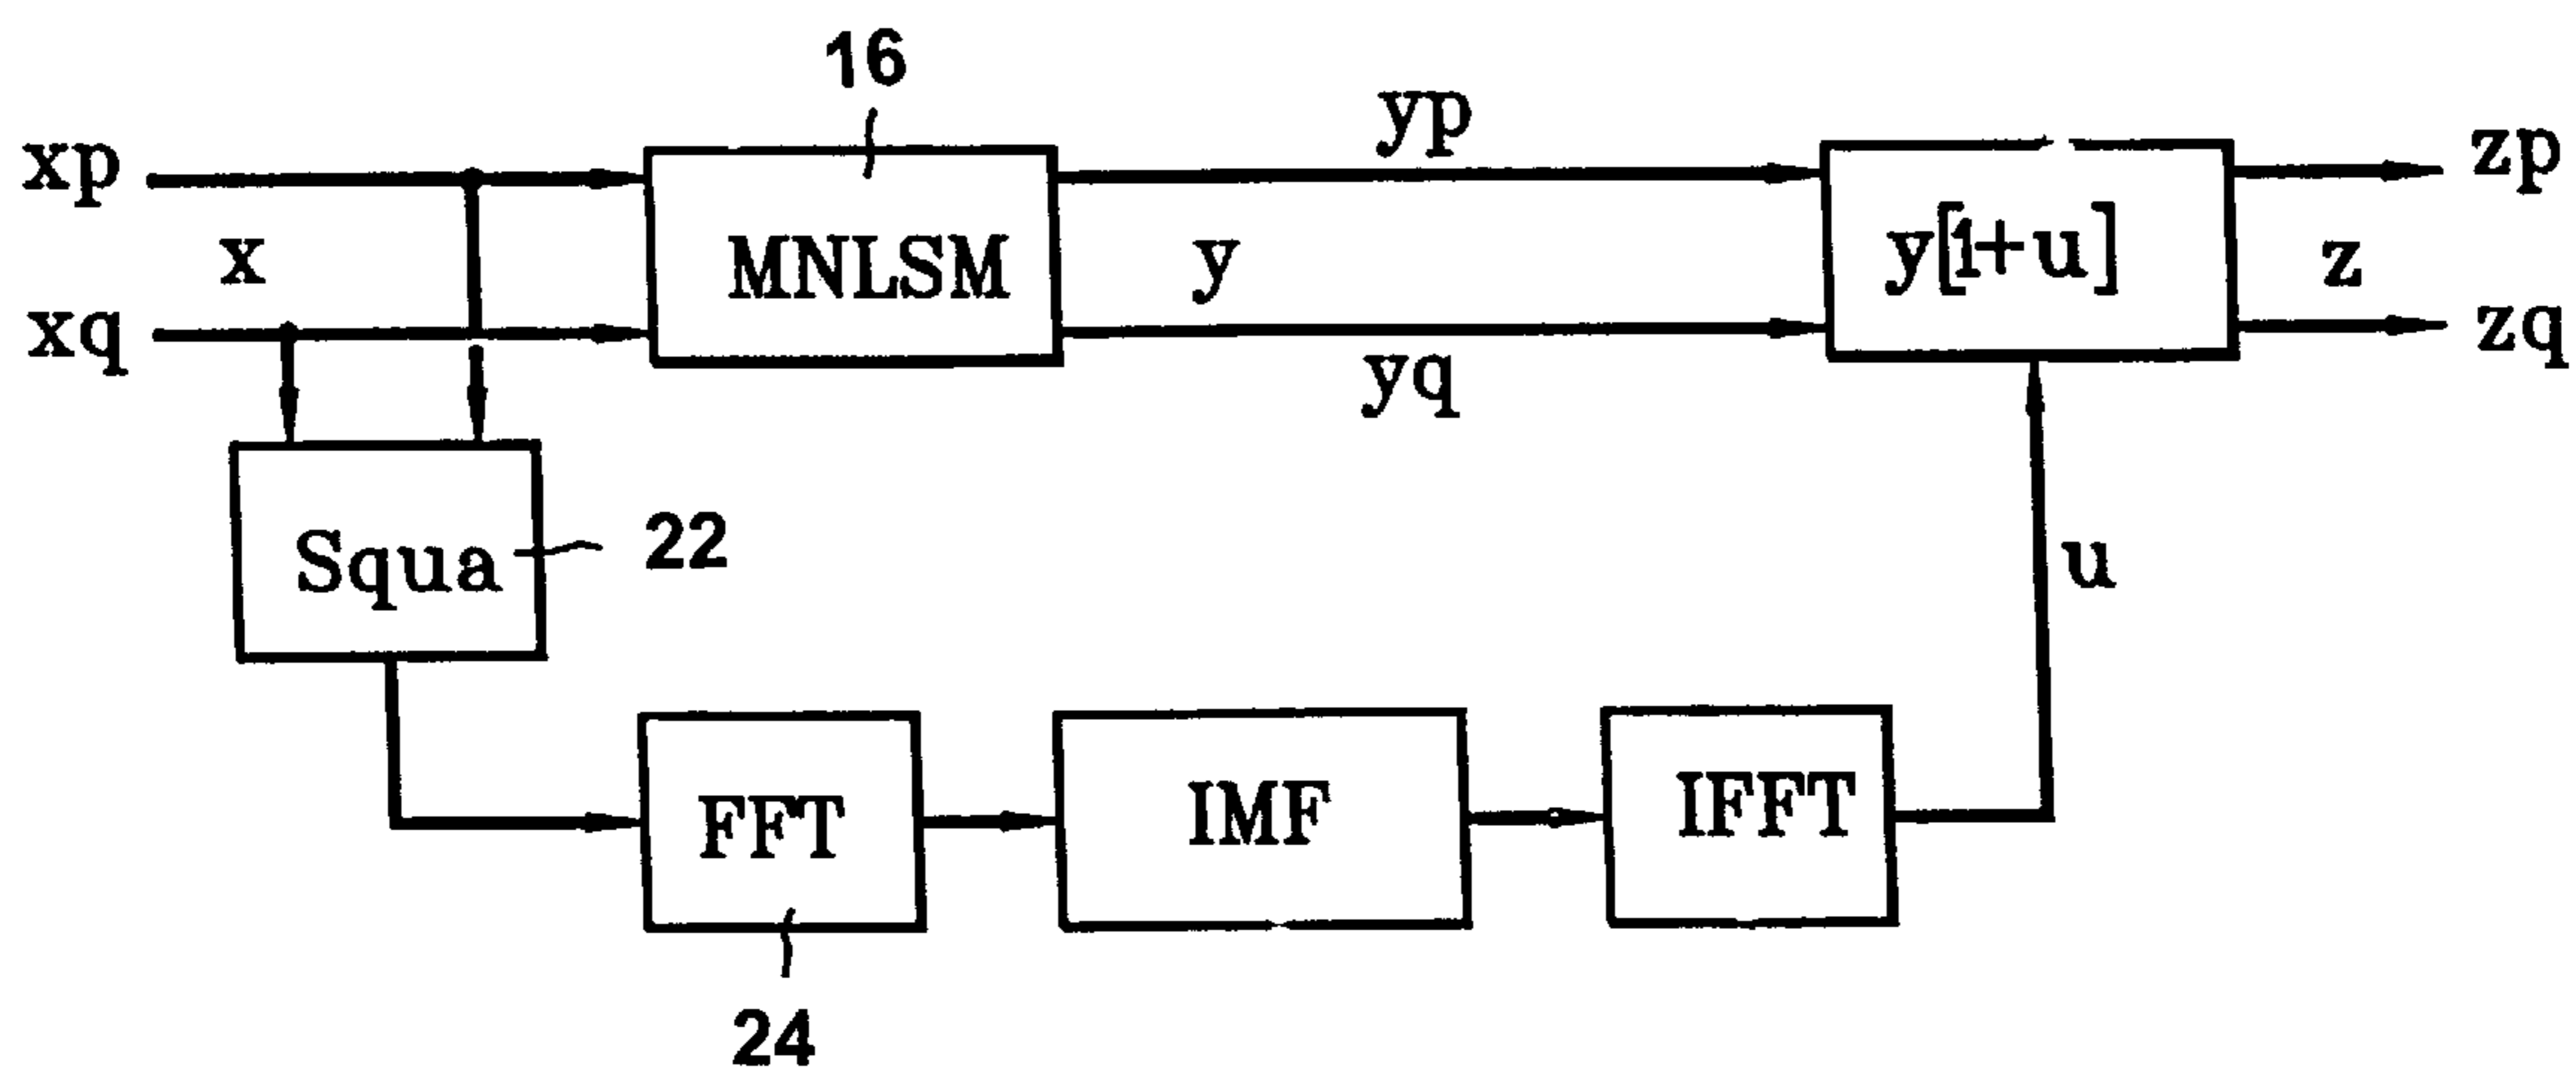 16
xp
yp
zp
x
MNLSM
y
y[1+u]
z
xq
yq
zq
Squa
22
u
FFT
IMF
IFFT
24